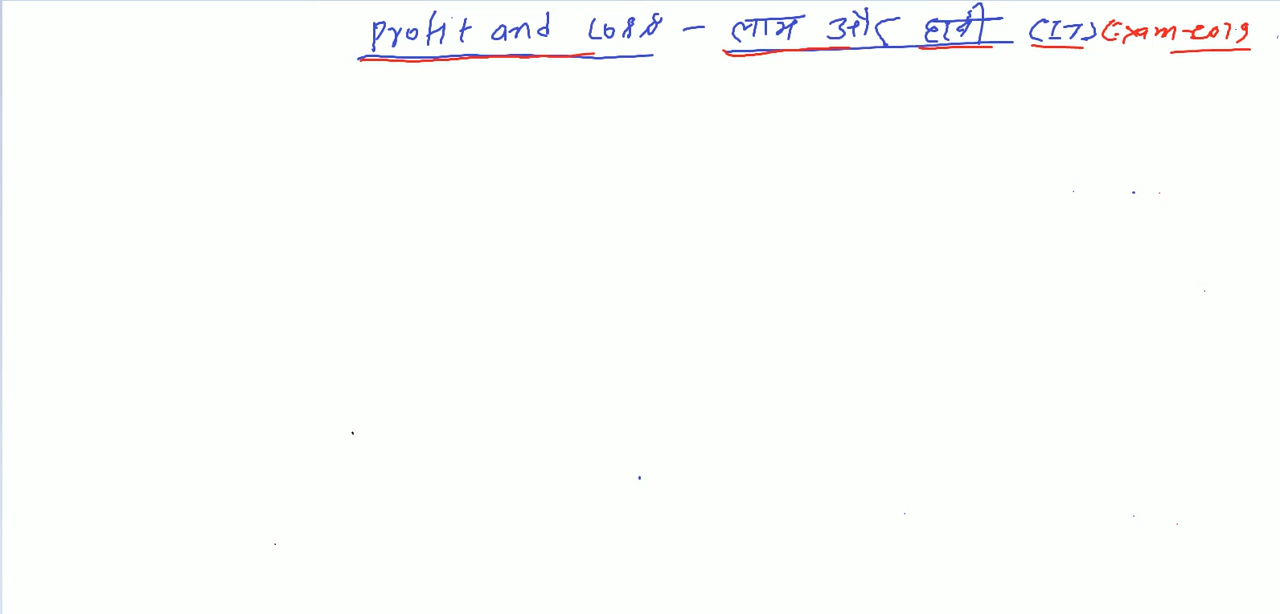 Profit and Loss - लाभ और हानी (IT) Exam-2019